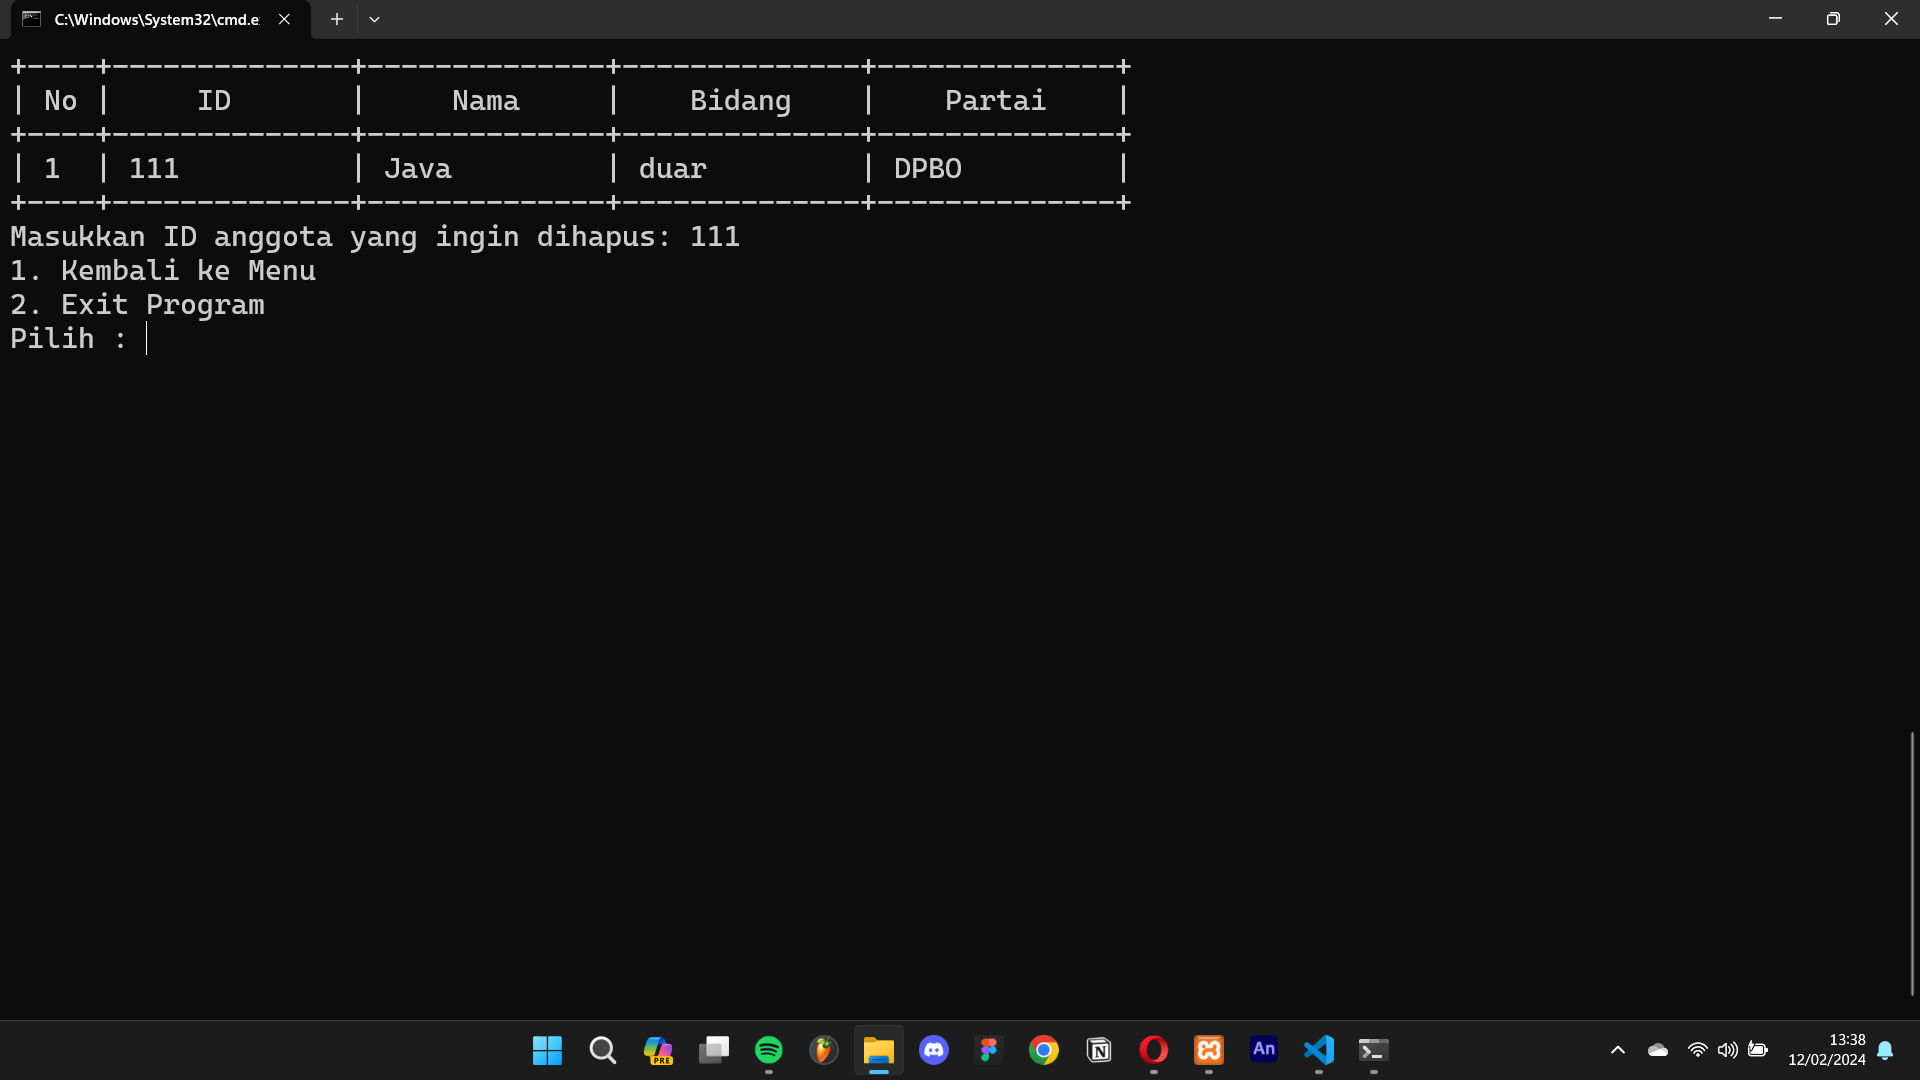 C:\Windows\System32\cmd.e
+----+--------------+--------------+--------------+--------------+
| No |     ID       |     Nama     |    Bidang    |    Partai    |
+----+--------------+--------------+--------------+--------------+
| 1  | 111          | Java         | duar         | DPBO         |
+----+--------------+--------------+--------------+--------------+
Masukkan ID anggota yang ingin dihapus: 111
1. Kembali ke Menu
2. Exit Program
Pilih :
PRE
An
13:38
12/02/2024